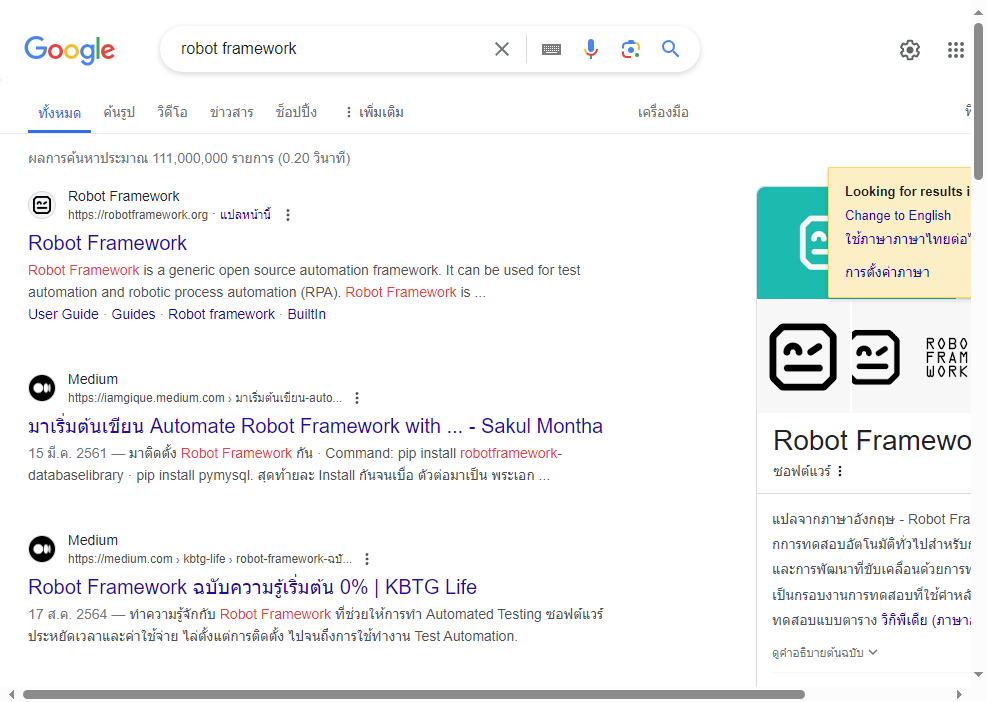 Google
robot framework
ทั้งหมด ค้นรูป วิดีโอ ข่าวสาร ช็อปปิ้ง เพิ่มเติม เครื่องมือ
ผลการค้นหาประมาณ 111,000,000 รายการ (0.20 วินาที)
Robot Framework
https://robotframework.org · แปลหน้านี้
Robot Framework
Robot Framework is a generic open source automation framework. It can be used for test
automation and robotic process automation (RPA). Robot Framework is ...
User Guide · Guides · Robot framework · BuiltIn
Medium
https://iamgique.medium.com › มาเริ่มต้นเขียน-auto...
มาเริ่มต้นเขียน Automate Robot Framework with ... - Sakul Montha
15 มี.ค. 2561 — มาติดตั้ง Robot Framework กัน · Command: pip install robotframework-
databaselibrary · pip install pymysql. สุดท้ายละ Install กันจนเบื่อ ตัวต่อมาเป็น พระเอก ...
Medium
https://medium.com › kbtg-life › robot-framework-ฉบั...
Robot Framework ฉบับความรู้เริ่มต้น 0% | KBTG Life
17 ส.ค. 2564 — ทำความรู้จักกับ Robot Framework ที่ช่วยให้การทำ Automated Testing ซอฟต์แวร์
ประหยัดเวลาและค่าใช้จ่าย ไล่ตั้งแต่การติดตั้ง ไปจนถึงการใช้ทำงาน Test Automation.
Looking for results i
Change to English
ใช้ภาษาภาษาไทยต่อ
การตั้งค่าภาษา
ROBO
FRAM
WORK
Robot Framewo
ซอฟต์แวร์
แปลจากภาษาอังกฤษ - Robot Fra
กการทดสอบอัตโนมัติทั่วไปสำหรับ
และการพัฒนาที่ขับเคลื่อนด้วยการท
เป็นกรอบงานการทดสอบที่ใช้คำหลั
ทดสอบแบบตาราง วิกิพีเดีย (ภาษา
ดูคำอธิบายต้นฉบับ